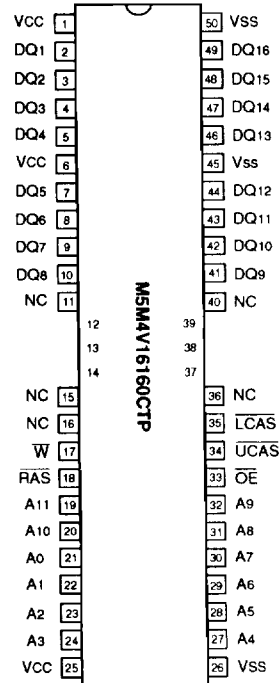 VCC 1 50 VSS
DQ1 2 49 DQ16
DQ2 3 48 DQ15
DQ3 4 47 DQ14
DQ4 5 46 DQ13
VCC 6 45 Vss
DQ5 7 44 DQ12
DQ6 8 43 DQ11
DQ7 9 42 DQ10
DQ8 10 41 DQ9
NC 11 40 NC
12 39
13 38
14 37
M5M4V16160CTP
NC 15 36 NC
NC 16 35 LCAS
W 17 34 UCAS
RAS 18 33 OE
A11 19 32 A9
A10 20 31 A8
A0 21 30 A7
A1 22 29 A6
A2 23 28 A5
A3 24 27 A4
VCC 25 26 VSS